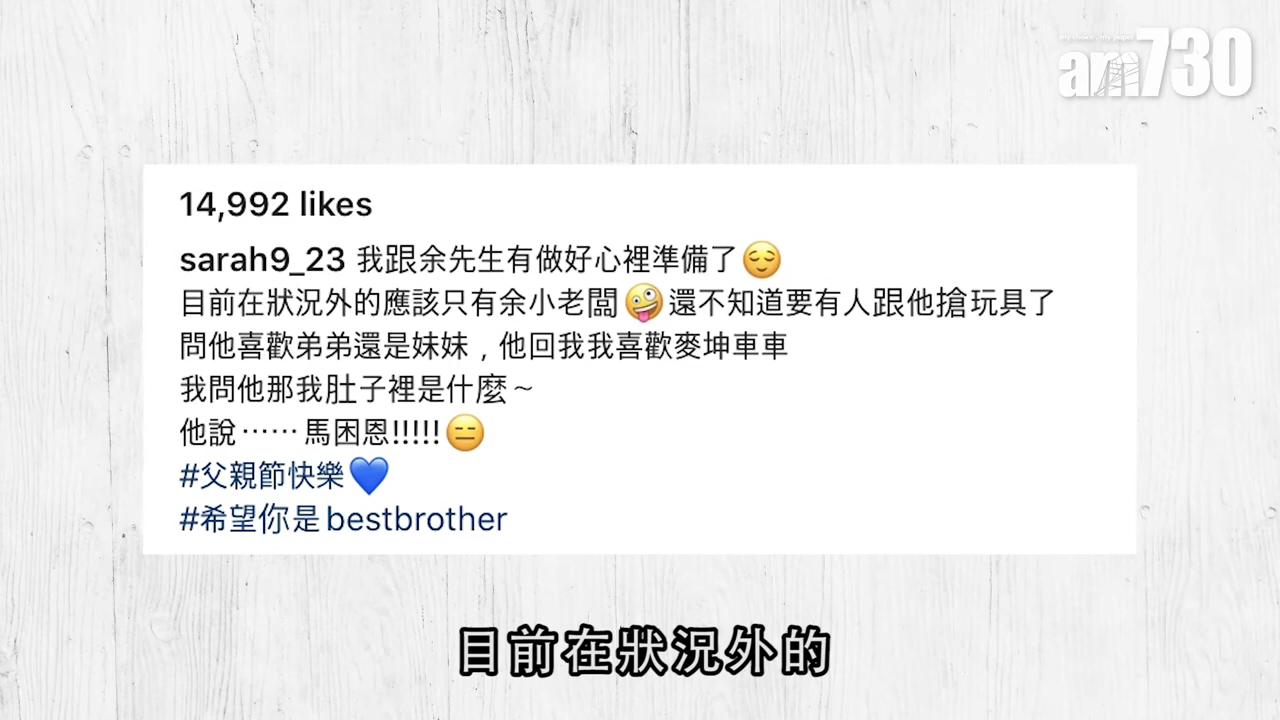 am730
14,992 likes
sarah9_23 我跟余先生有做好心裡準備了😌
目前在狀況外的應該只有余小老闆🤪還不知道要有人跟他搶玩具了
問他喜歡弟弟還是妹妹，他回我我喜歡麥坤車車
我問他那我肚子裡是什麼～
他說⋯⋯馬困恩!!!!!😑
#父親節快樂💙
#希望你是bestbrother
目前在狀況外的